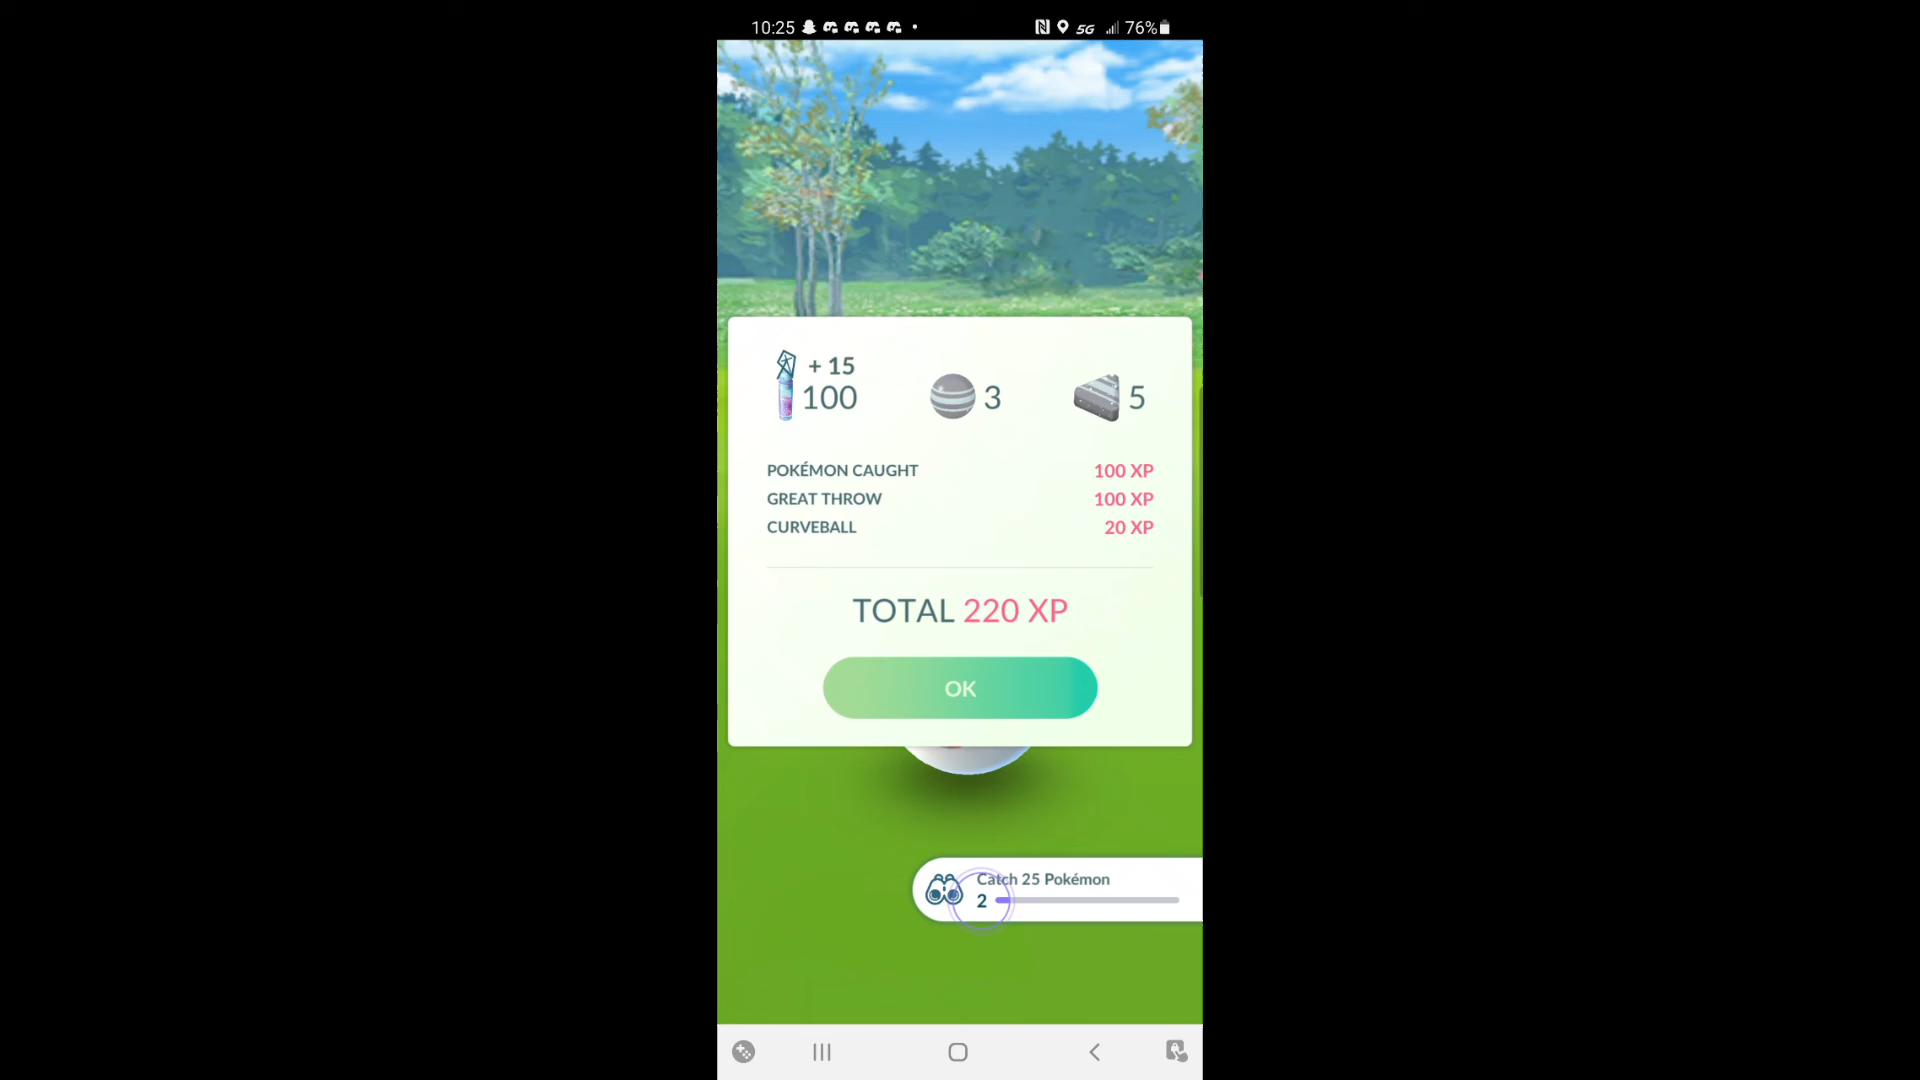 10:25 5G 76%
+ 15
100 3 5
POKÉMON CAUGHT 100 XP
GREAT THROW 100 XP
CURVEBALL 20 XP
TOTAL 220 XP
OK
Catch 25 Pokémon
2